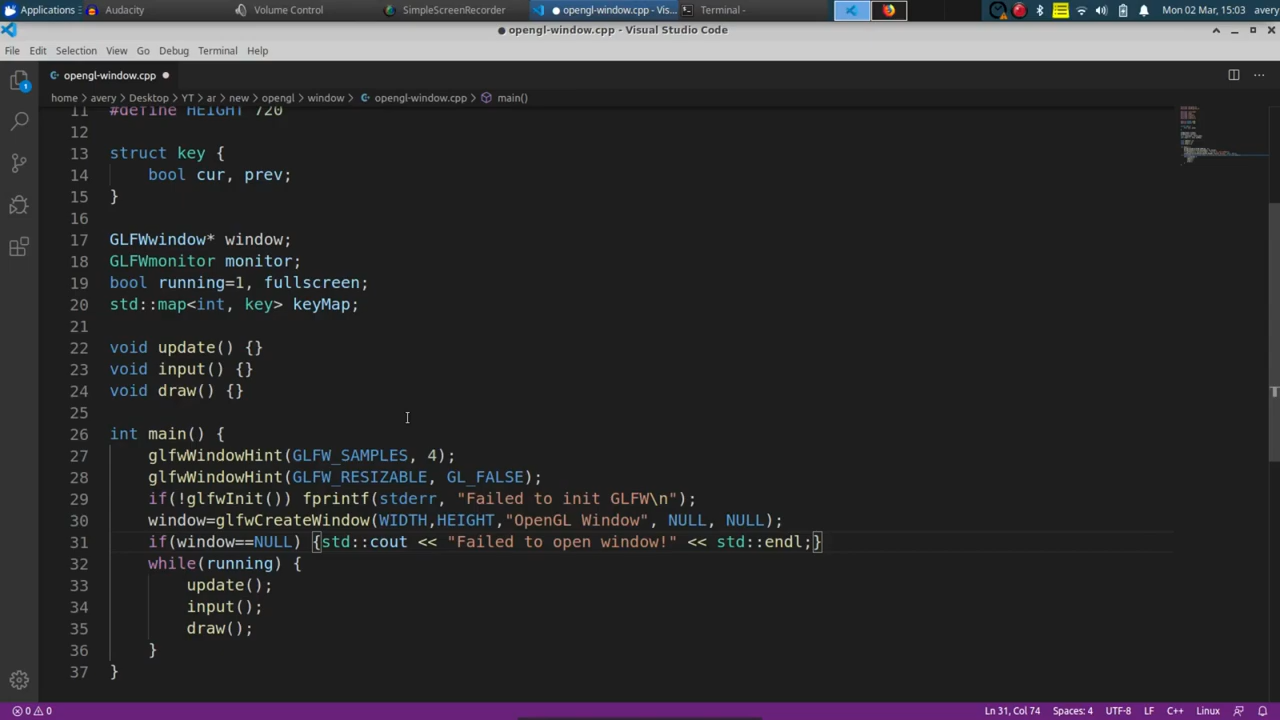 Applications
Audacity
Volume Control
SimpleScreenRecorder
● opengl-window.cpp - Vis...
Terminal -
Mon 02 Mar, 15:03 avery
● opengl-window.cpp - Visual Studio Code
File Edit Selection View Go Debug Terminal Help
opengl-window.cpp ●
home > avery > Desktop > YT > ar > new > opengl > window > opengl-window.cpp > main()
11 #define HEIGHT 720
12
13 struct key {
14 bool cur, prev;
15 }
16
17 GLFWwindow* window;
18 GLFWmonitor monitor;
19 bool running=1, fullscreen;
20 std::map<int, key> keyMap;
21
22 void update() {}
23 void input() {}
24 void draw() {}
25
26 int main() {
27 glfwWindowHint(GLFW_SAMPLES, 4);
28 glfwWindowHint(GLFW_RESIZABLE, GL_FALSE);
29 if(!glfwInit()) fprintf(stderr, "Failed to init GLFW\n");
30 window=glfwCreateWindow(WIDTH,HEIGHT,"OpenGL Window", NULL, NULL);
31 if(window==NULL) {std::cout << "Failed to open window!" << std::endl;}
32 while(running) {
33 update();
34 input();
35 draw();
36 }
37 }
0 0 Ln 31, Col 74 Spaces: 4 UTF-8 LF C++ Linux